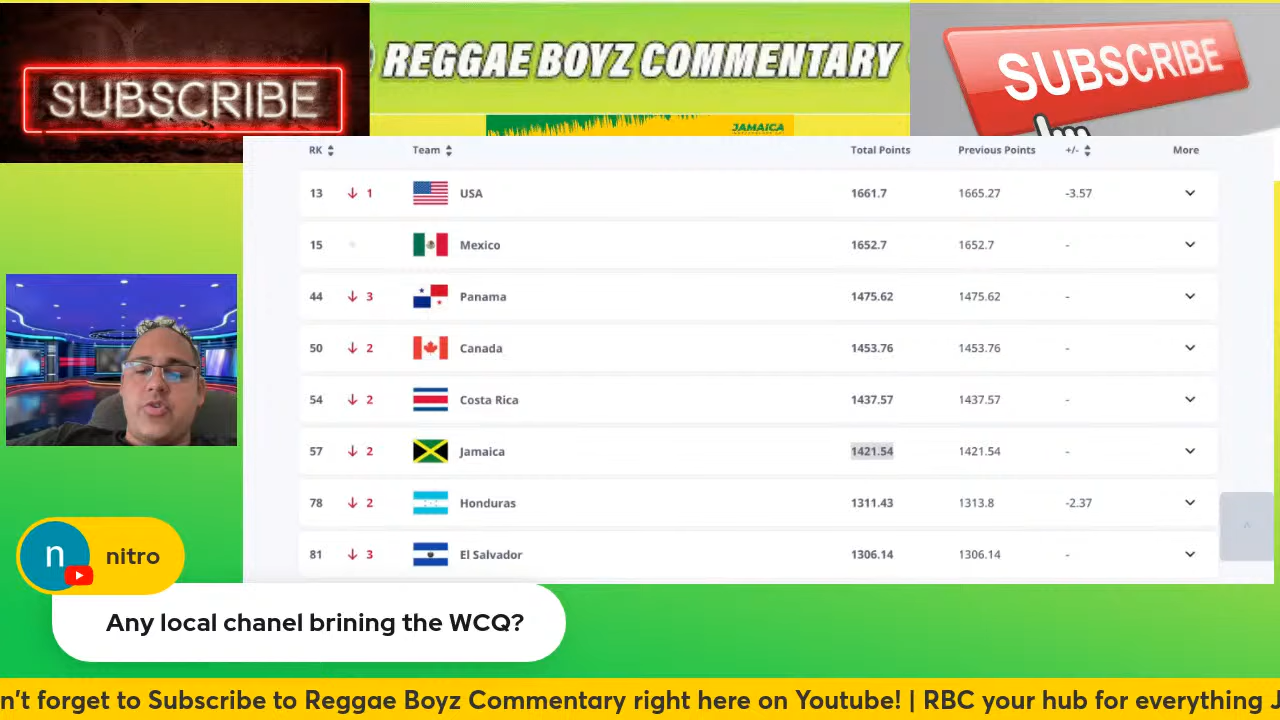 SUBSCRIBE
REGGAE BOYZ COMMENTARY
SUBSCRIBE
JAMAICA
RK Team Total Points Previous Points +/- More
13 1 USA 1661.7 1665.27 -3.57
15 Mexico 1652.7 1652.7 -
44 3 Panama 1475.62 1475.62 -
50 2 Canada 1453.76 1453.76 -
54 2 Costa Rica 1437.57 1437.57 -
57 2 Jamaica 1421.54 1421.54 -
78 2 Honduras 1311.43 1313.8 -2.37
81 3 El Salvador 1306.14 1306.14 -
n nitro
Any local chanel brining the WCQ?
n't forget to Subscribe to Reggae Boyz Commentary right here on Youtube! | RBC your hub for everything J